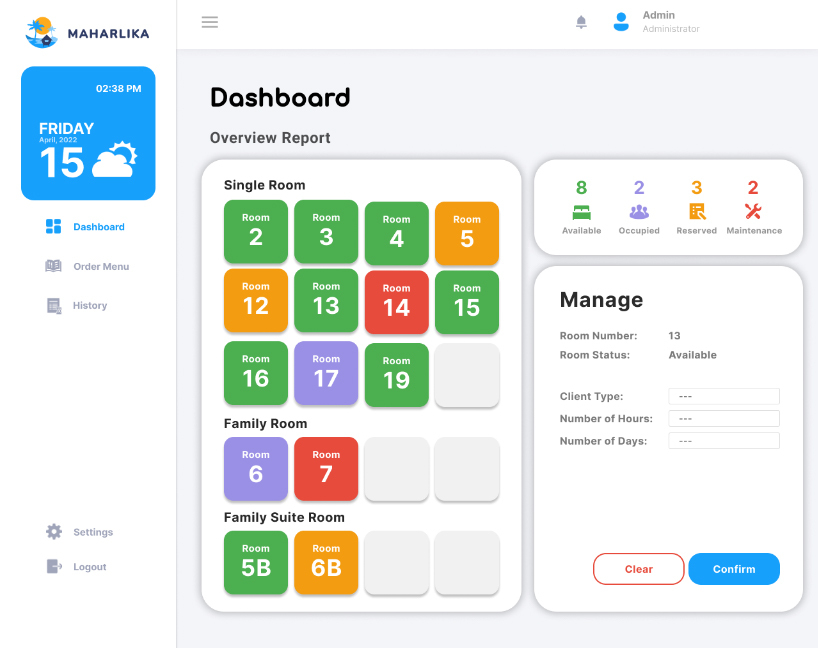 MAHARLIKA
02:38 PM
FRIDAY
April, 2022
15
Dashboard
Order Menu
History
Settings
Logout
Admin
Administrator
Dashboard
Overview Report
Single Room
Room Room Room Room
2 3 4 5
Room Room Room Room
12 13 14 15
Room Room Room
16 17 19
Family Room
Room Room
6 7
Family Suite Room
Room Room
5B 6B
8 2 3 2
Available Occupied Reserved Maintenance
Manage
Room Number: 13
Room Status: Available
Client Type: ---
Number of Hours: ---
Number of Days: ---
Clear Confirm